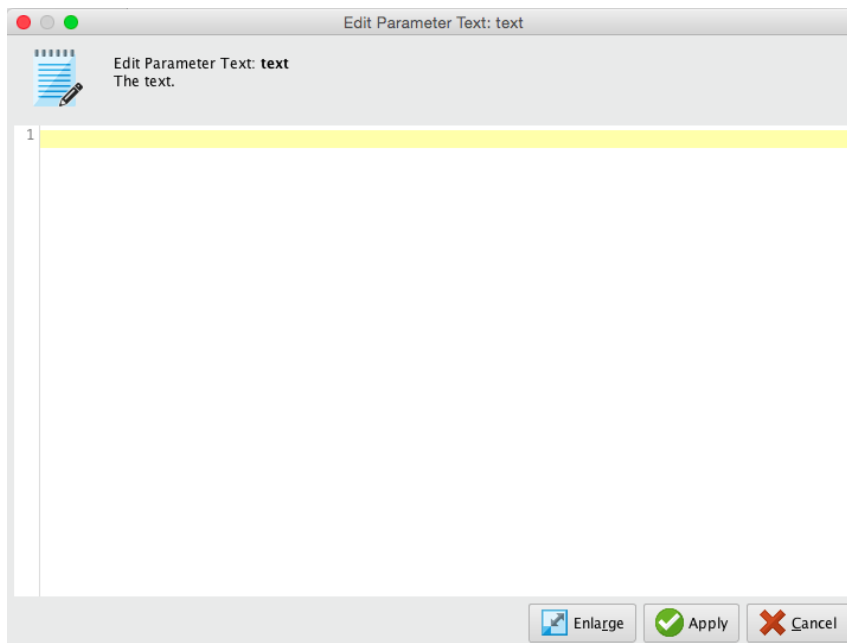 Edit Parameter Text: text
Edit Parameter Text: text
The text.
1
Enlarge Apply Cancel